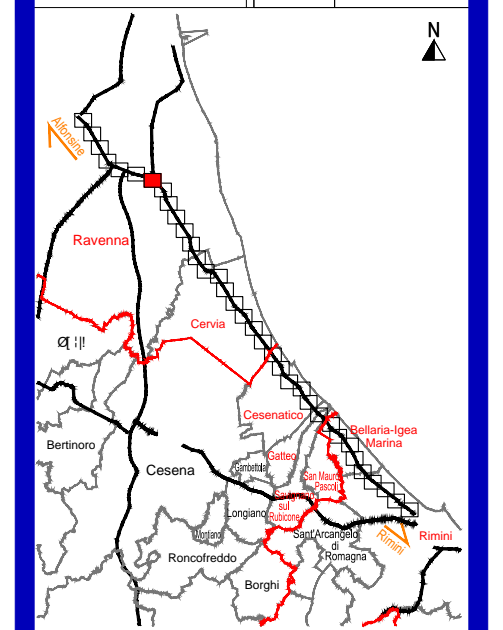 N
Alfonsine
Ravenna
Cervia
Bertinoro
Cesenatico
Bellaria-Igea
Marina
Gatteo
Cesena
Gambettola
San Mauro
Pascoli
Savignano
sul
Rubicone
Longiano
Montiano
Sant'Arcangelo
di
Romagna
Rimini
Rimini
Roncofreddo
Borghi